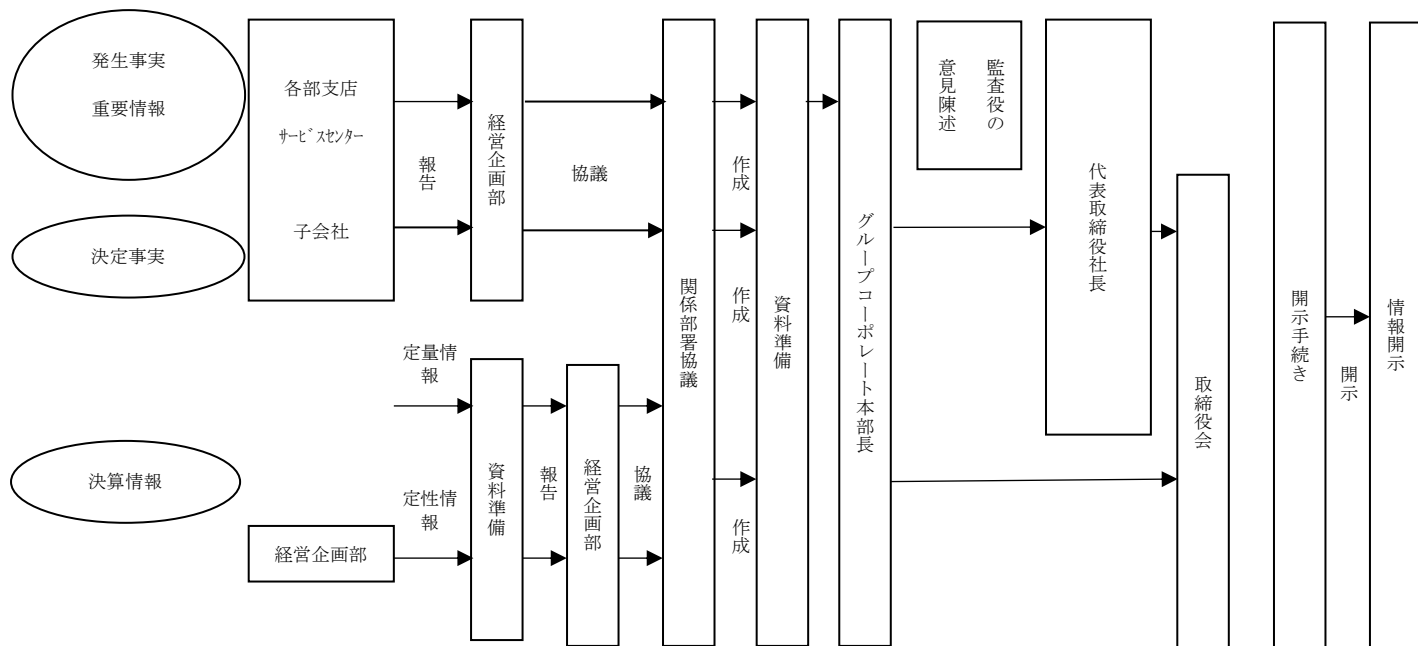 発生事実
重要情報
各部支店
ｻｰﾋﾞｽｾﾝﾀｰ
子会社
報告
経営企画部
協議
決定事実
関係部署協議
作成
作成
作成
資料準備
グループコーポレート本部長
監査役の
意見陳述
代表取締役社長
取締役会
開示手続き
開示
情報開示
決算情報
定量情
報
定性情
報
経営企画部
資料準備
報告
経営企画部
協議